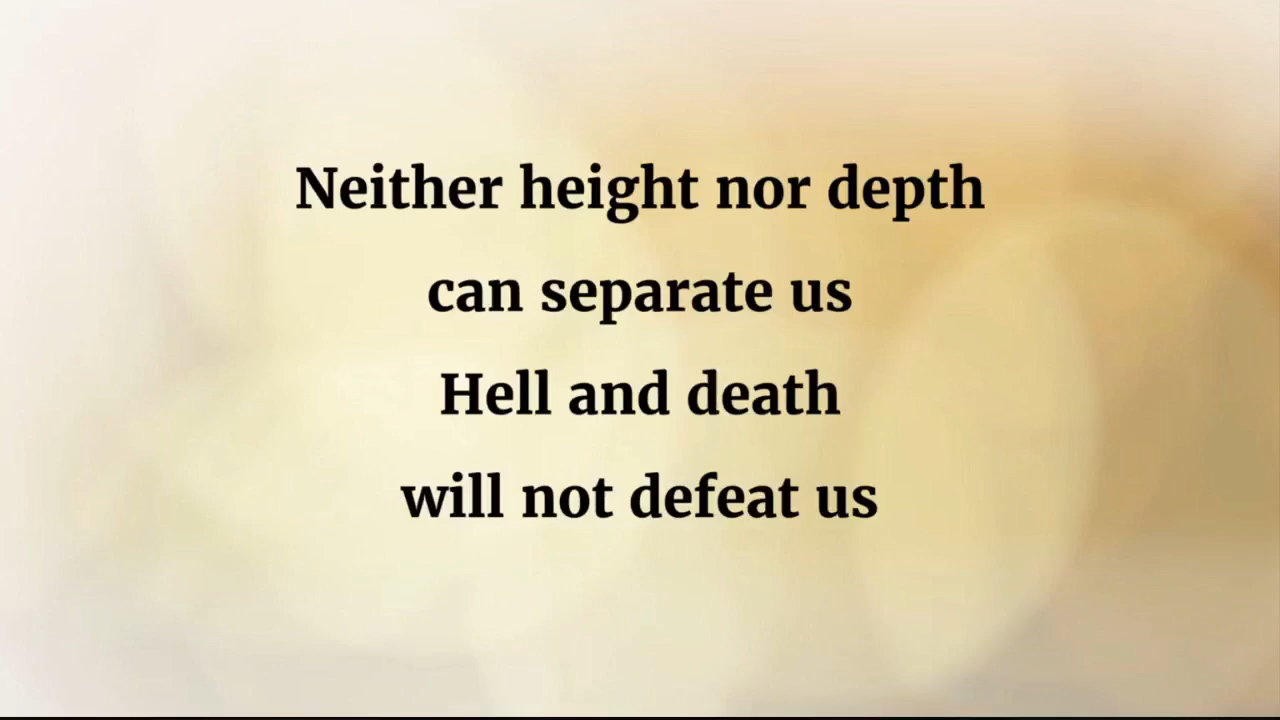 Neither height nor depth
can separate us
Hell and death
will not defeat us